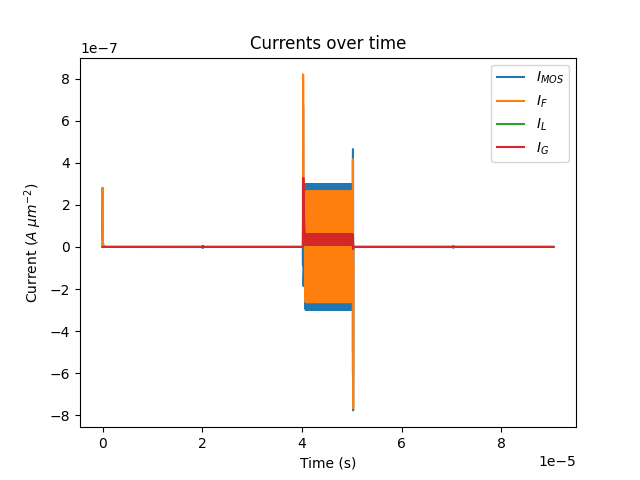 Currents over time
1e−7
Current (A μm⁻²)
8
6
4
2
0
−2
−4
−6
−8
I_MOS
I_F
I_L
I_G
0 2 4 6 8
1e−5
Time (s)